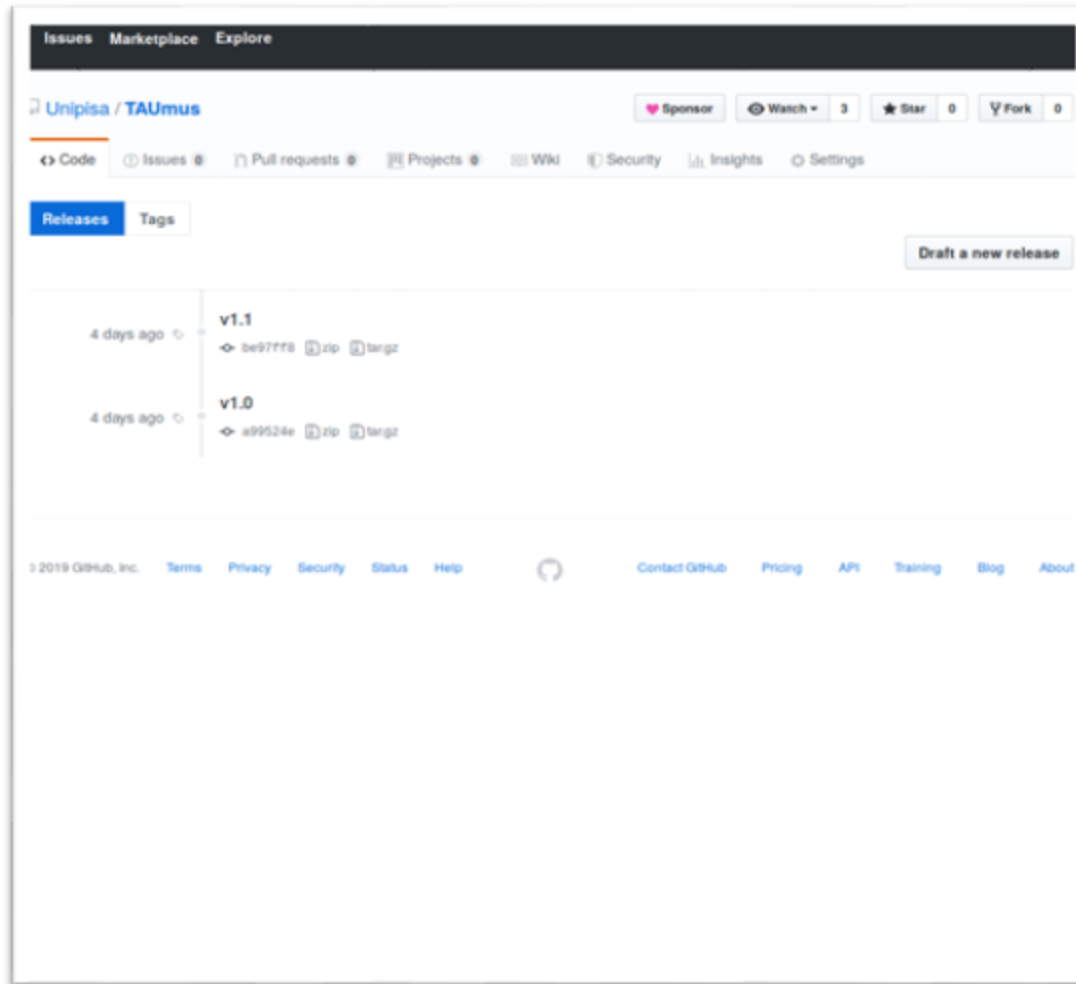 Issues Marketplace Explore
Unipisa / TAUmus Sponsor Watch 3 Star 0 Fork 0
Code Issues 0 Pull requests 0 Projects 0 Wiki Security Insights Settings
Releases Tags
Draft a new release
v1.1
4 days ago
be97ff8 zip tar.gz
v1.0
4 days ago
a99524e zip tar.gz
© 2019 GitHub, Inc. Terms Privacy Security Status Help Contact GitHub Pricing API Training Blog About